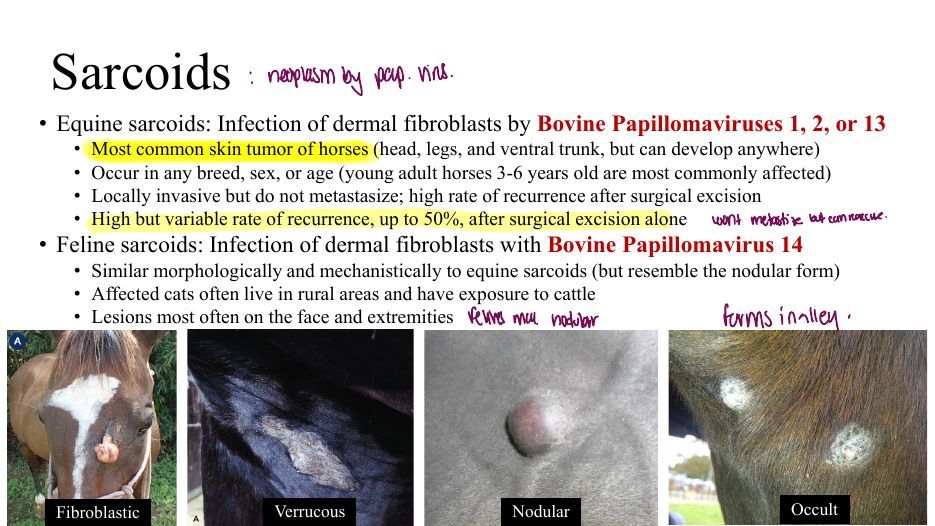 Sarcoids : neoplasm by pap. virus.
• Equine sarcoids: Infection of dermal fibroblasts by Bovine Papillomaviruses 1, 2, or 13
• Most common skin tumor of horses (head, legs, and ventral trunk, but can develop anywhere)
• Occur in any breed, sex, or age (young adult horses 3-6 years old are most commonly affected)
• Locally invasive but do not metastasize; high rate of recurrence after surgical excision
• High but variable rate of recurrence, up to 50%, after surgical excision alone wont metastize but can reoccur.
• Feline sarcoids: Infection of dermal fibroblasts with Bovine Papillomavirus 14
• Similar morphologically and mechanistically to equine sarcoids (but resemble the nodular form)
• Affected cats often live in rural areas and have exposure to cattle
• Lesions most often on the face and extremities nodular forms
A
A
Fibroblastic Verrucous Nodular Occult